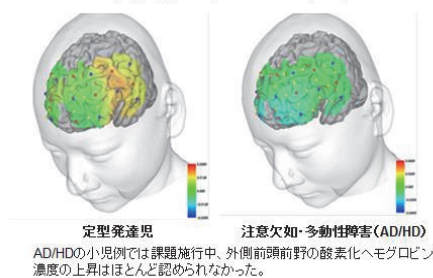 定型発達児
注意欠如・多動性障害(AD/HD)
AD/HDの小児例では課題施行中、外側前頭前野の酸素化ヘモグロビン
濃度の上昇はほとんど認められなかった。